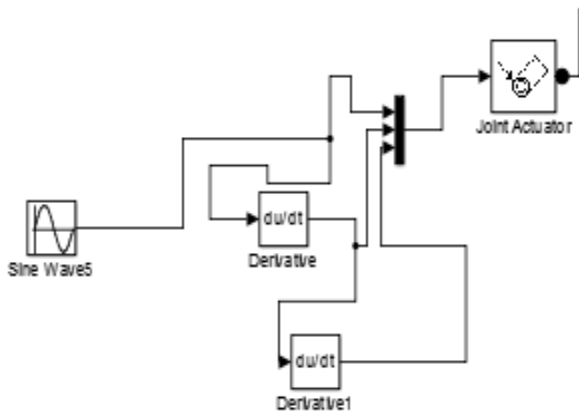 Joint Actuator
du/dt
Derivative
Sine Wave5
du/dt
Derivative1